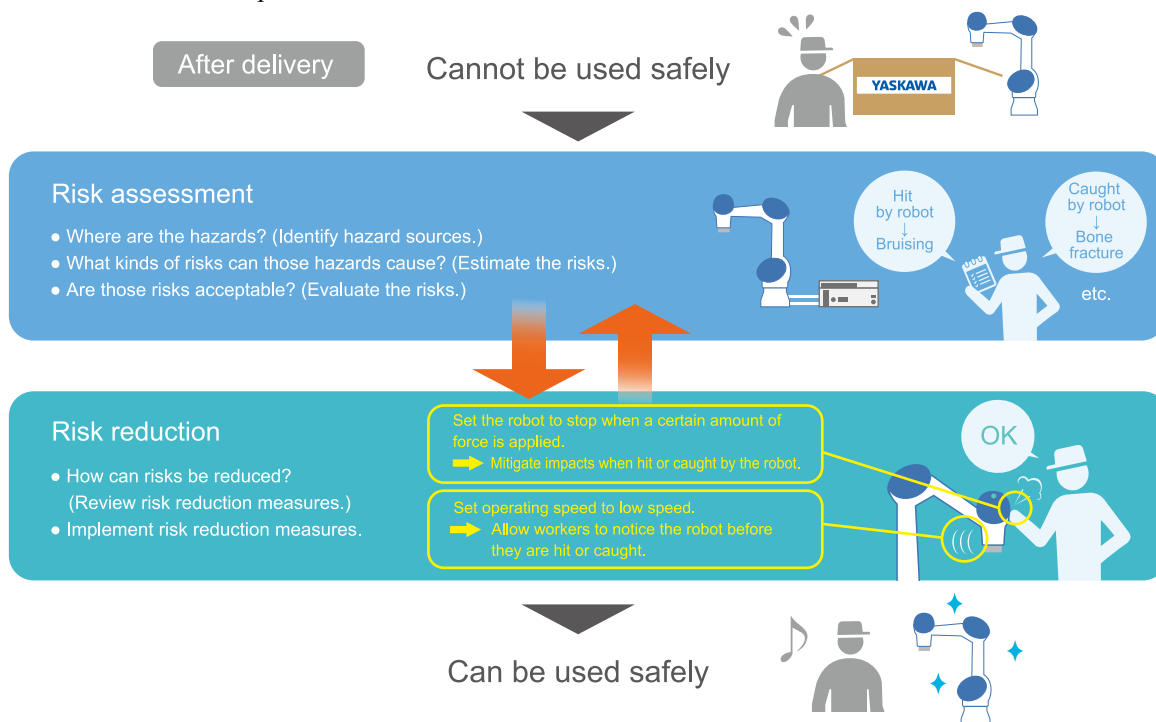 After delivery
Cannot be used safely
YASKAWA
Risk assessment
● Where are the hazards? (Identify hazard sources.)
● What kinds of risks can those hazards cause? (Estimate the risks.)
● Are those risks acceptable? (Evaluate the risks.)
Hit
by robot
↓
Bruising
Caught
by robot
↓
Bone
fracture
etc.
Risk reduction
● How can risks be reduced?
(Review risk reduction measures.)
● Implement risk reduction measures.
Set the robot to stop when a certain amount of
force is applied.
Mitigate impacts when hit or caught by the robot.
Set operating speed to low speed.
Allow workers to notice the robot before
they are hit or caught.
OK
Can be used safely